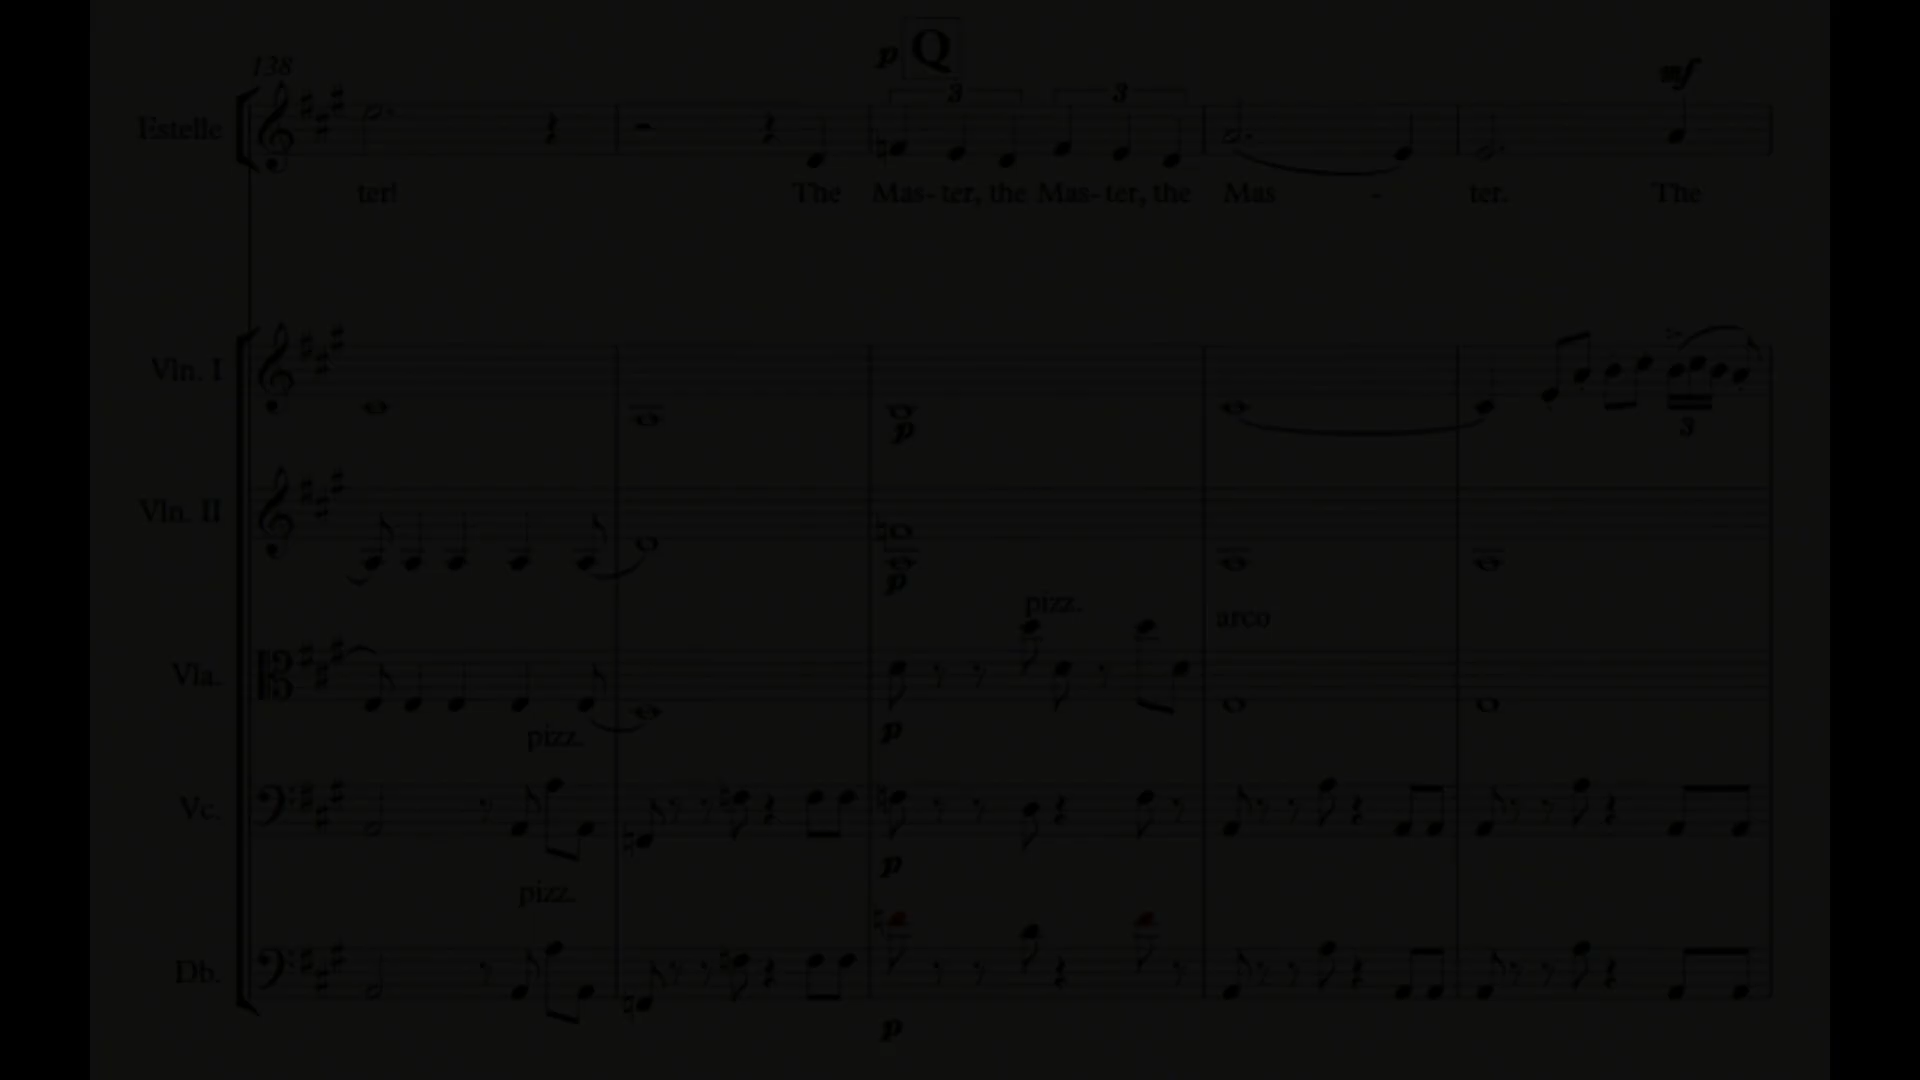 p Q
138
mf
3 3
Estelle
ter! The Mas- ter, the Mas- ter, the Mas - ter. The
Vln. I
p
3
Vln. II
p
pizz. arco
Vla.
pizz. p
Vc.
p
pizz.
Db.
p